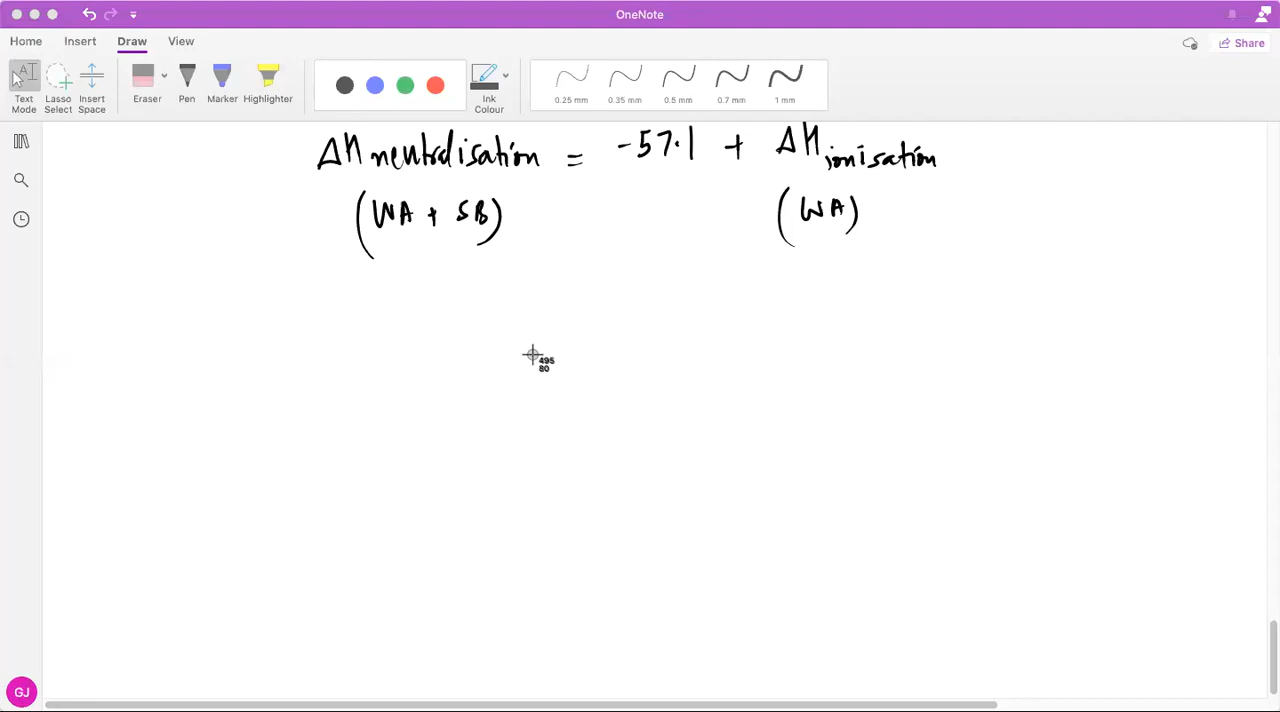 OneNote
Home Insert Draw View
Share
Text Mode
Lasso Select
Insert Space
Eraser
Pen
Marker
Highlighter
Ink Colour
0.25 mm 0.35 mm 0.5 mm 0.7 mm 1 mm
ΔH neutralisation = -57.1 + ΔH ionisation
(WA + SB) (WA)
495
80
GJ